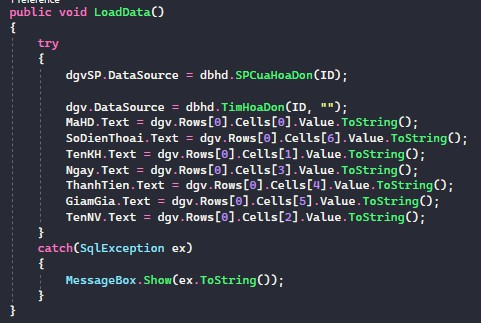 public void LoadData()
{
    try
    {
        dgvSP.DataSource = dbhd.SPCuaHoaDon(ID);

        dgv.DataSource = dbhd.TimHoaDon(ID, "");
        MaHD.Text = dgv.Rows[0].Cells[0].Value.ToString();
        SoDienThoai.Text = dgv.Rows[0].Cells[6].Value.ToString();
        TenKH.Text = dgv.Rows[0].Cells[1].Value.ToString();
        Ngay.Text = dgv.Rows[0].Cells[3].Value.ToString();
        ThanhTien.Text = dgv.Rows[0].Cells[4].Value.ToString();
        GiamGia.Text = dgv.Rows[0].Cells[5].Value.ToString();
        TenNV.Text = dgv.Rows[0].Cells[2].Value.ToString();
    }
    catch(SqlException ex)
    {
        MessageBox.Show(ex.ToString());
    }
}